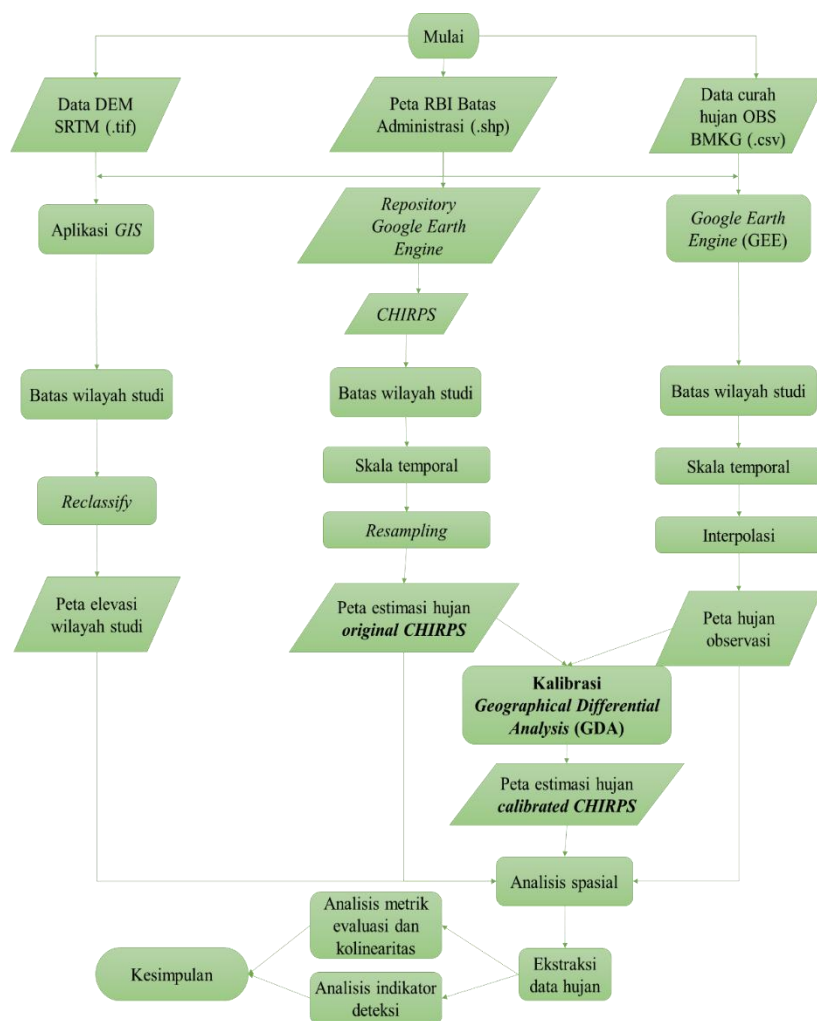 Mulai
Data DEM
SRTM (.tif)
Peta RBI Batas
Administrasi (.shp)
Data curah
hujan OBS
BMKG (.csv)
Aplikasi GIS
Repository
Google Earth
Engine
Google Earth
Engine (GEE)
CHIRPS
Batas wilayah studi
Batas wilayah studi
Batas wilayah studi
Skala temporal
Skala temporal
Reclassify
Resampling
Interpolasi
Peta elevasi
wilayah studi
Peta estimasi hujan
original CHIRPS
Peta hujan
observasi
Kalibrasi
Geographical Differential
Analysis (GDA)
Peta estimasi hujan
calibrated CHIRPS
Analisis spasial
Analisis metrik
evaluasi dan
kolinearitas
Ekstraksi
data hujan
Kesimpulan
Analisis indikator
deteksi